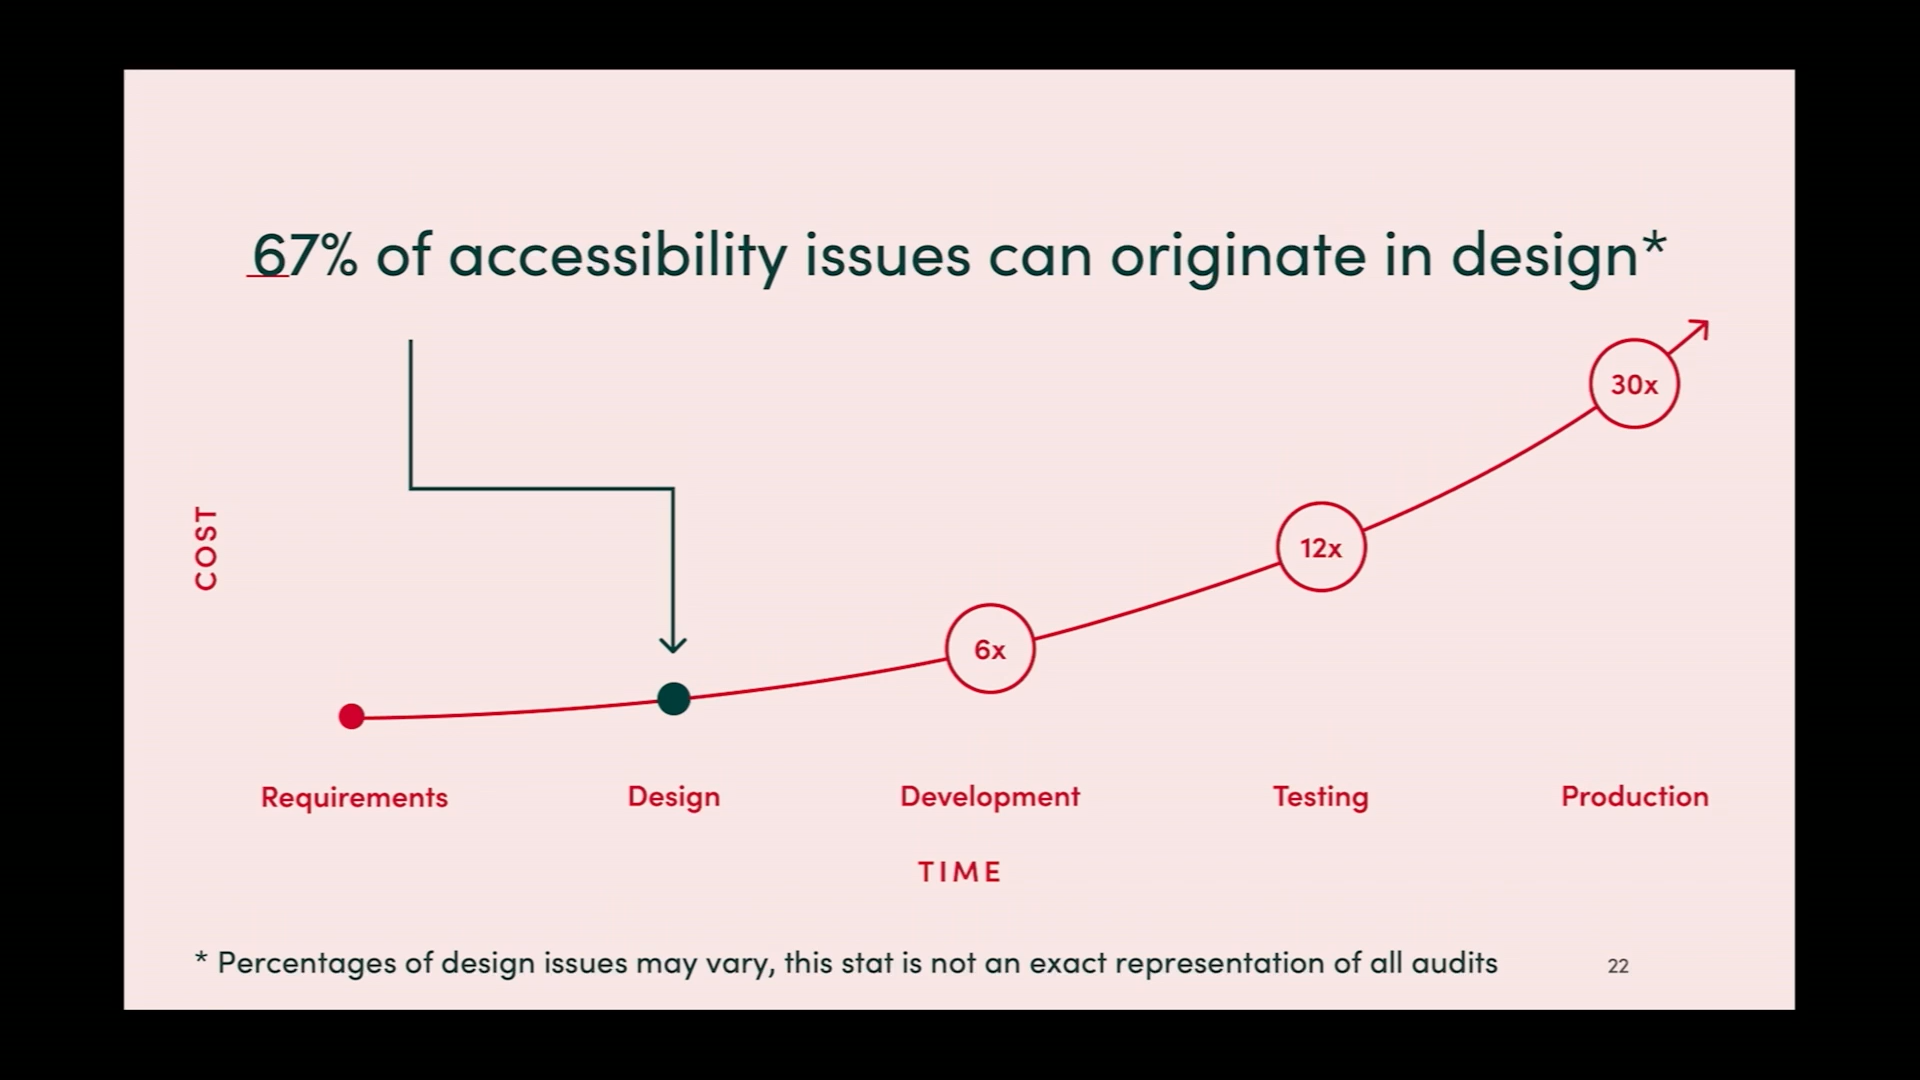 67% of accessibility issues can originate in design*
30x
12x
6x
COST
Requirements
Design
Development
Testing
Production
TIME
* Percentages of design issues may vary, this stat is not an exact representation of all audits
22